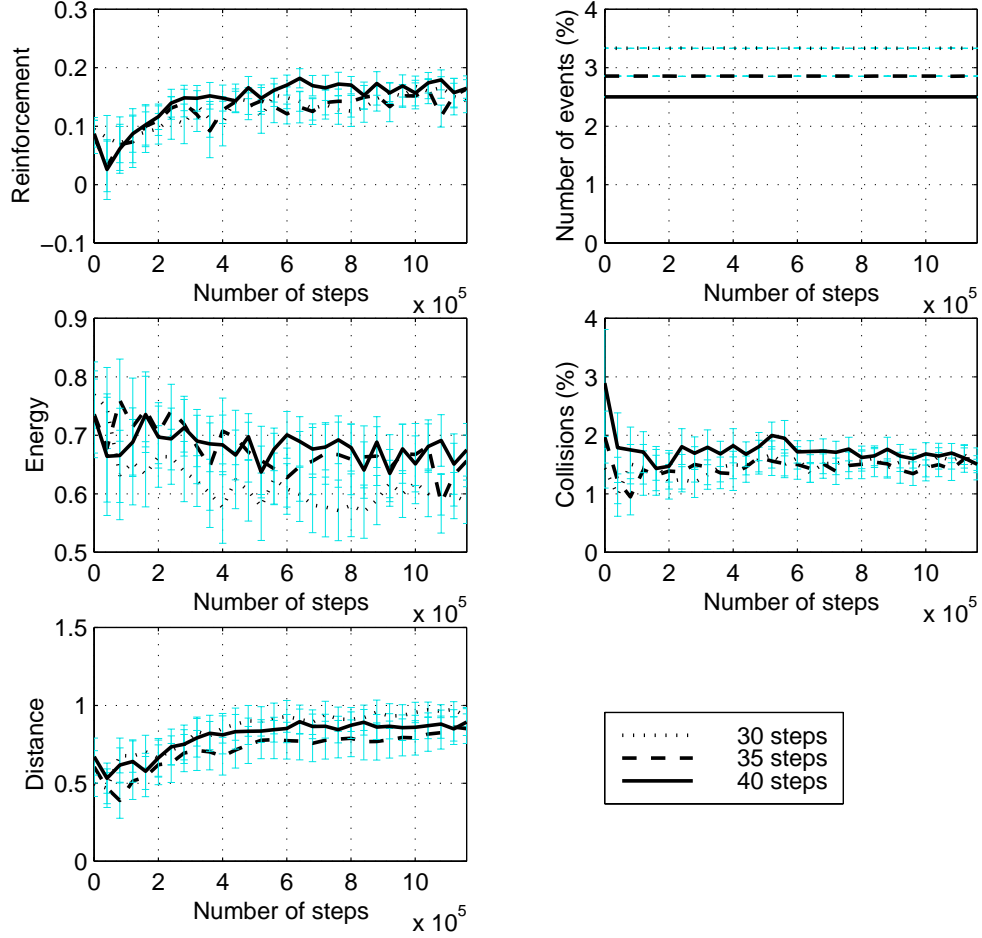 0.3
0.2
0.1
0
−0.1
Reinforcement
0 2 4 6 8 10
Number of steps
x 10^5
4
3
2
1
0
Number of events (%)
0 2 4 6 8 10
Number of steps
x 10^5
0.9
0.8
0.7
0.6
0.5
Energy
0 2 4 6 8 10
Number of steps
x 10^5
4
3
2
1
0
Collisions (%)
0 2 4 6 8 10
Number of steps
x 10^5
1.5
1
0.5
0
Distance
0 2 4 6 8 10
Number of steps
x 10^5
30 steps
35 steps
40 steps